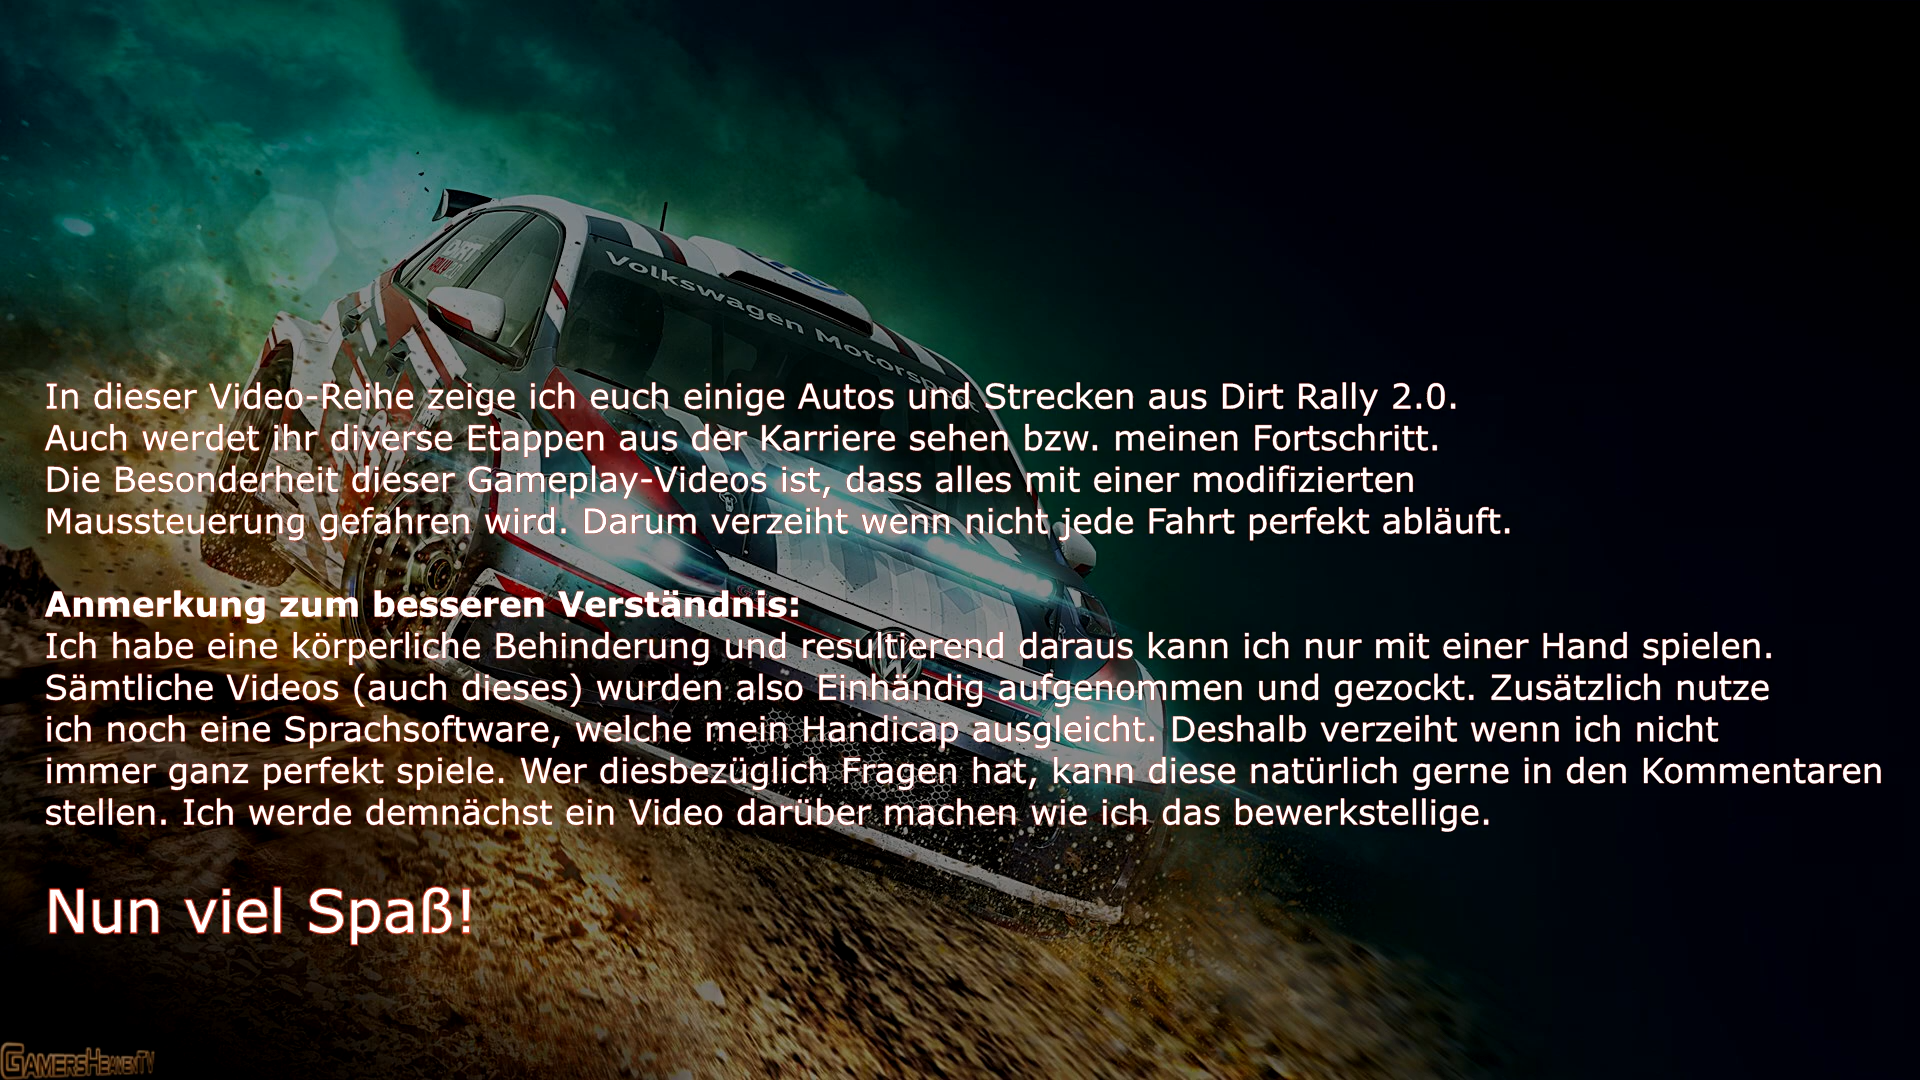 DiRT
RALLY 2.0
Volkswagen Motorsport
In dieser Video-Reihe zeige ich euch einige Autos und Strecken aus Dirt Rally 2.0.
Auch werdet ihr diverse Etappen aus der Karriere sehen bzw. meinen Fortschritt.
Die Besonderheit dieser Gameplay-Videos ist, dass alles mit einer modifizierten
Maussteuerung gefahren wird. Darum verzeiht wenn nicht jede Fahrt perfekt abläuft.
Anmerkung zum besseren Verständnis:
Ich habe eine körperliche Behinderung und resultierend daraus kann ich nur mit einer Hand spielen.
Sämtliche Videos (auch dieses) wurden also Einhändig aufgenommen und gezockt. Zusätzlich nutze
ich noch eine Sprachsoftware, welche mein Handicap ausgleicht. Deshalb verzeiht wenn ich nicht
immer ganz perfekt spiele. Wer diesbezüglich Fragen hat, kann diese natürlich gerne in den Kommentaren
stellen. Ich werde demnächst ein Video darüber machen wie ich das bewerkstellige.
Nun viel Spaß!
GamersHeavenTV